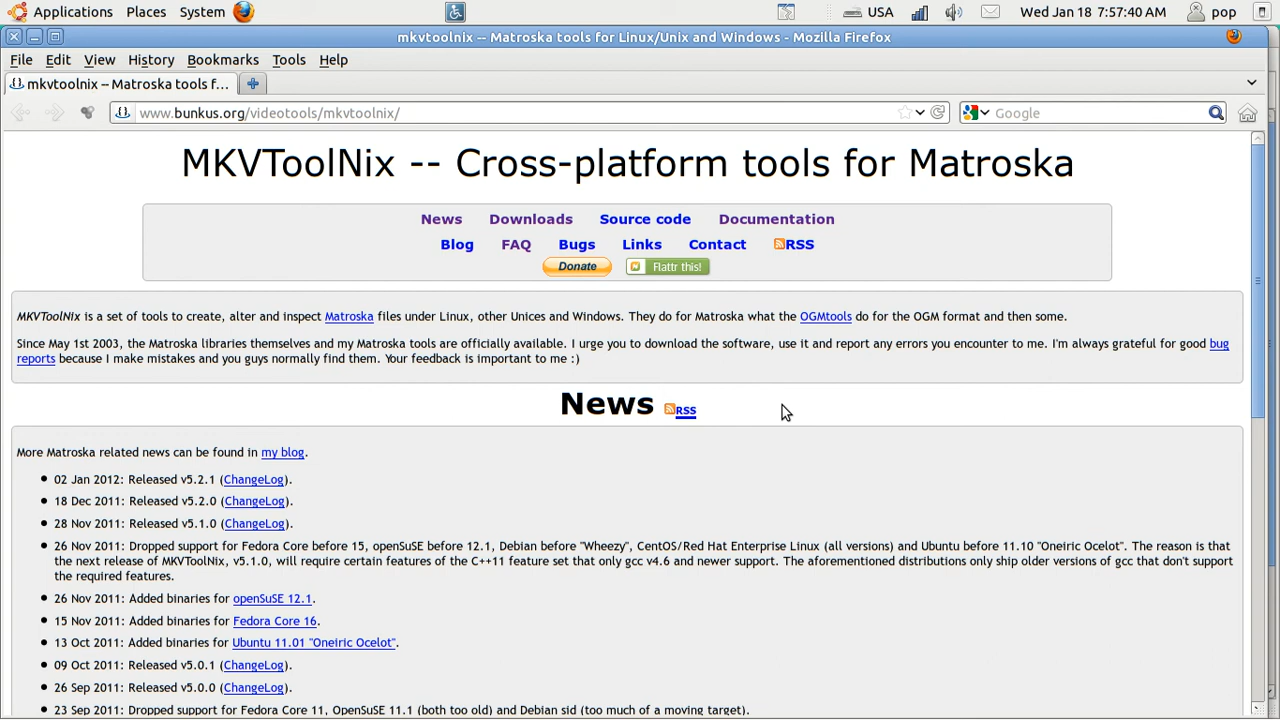 Applications Places System USA Wed Jan 18 7:57:40 AM pop
mkvtoolnix -- Matroska tools for Linux/Unix and Windows - Mozilla Firefox
File Edit View History Bookmarks Tools Help
mkvtoolnix -- Matroska tools f...
www.bunkus.org/videotools/mkvtoolnix/ Google
MKVToolNix -- Cross-platform tools for Matroska
News Downloads Source code Documentation
Blog FAQ Bugs Links Contact RSS
Donate Flattr this!
MKVToolNix is a set of tools to create, alter and inspect Matroska files under Linux, other Unices and Windows. They do for Matroska what the OGMtools do for the OGM format and then some.
Since May 1st 2003, the Matroska libraries themselves and my Matroska tools are officially available. I urge you to download the software, use it and report any errors you encounter to me. I'm always grateful for good bug
reports because I make mistakes and you guys normally find them. Your feedback is important to me :)
News RSS
More Matroska related news can be found in my blog.
• 02 Jan 2012: Released v5.2.1 (ChangeLog).
• 18 Dec 2011: Released v5.2.0 (ChangeLog).
• 28 Nov 2011: Released v5.1.0 (ChangeLog).
• 26 Nov 2011: Dropped support for Fedora Core before 15, openSuSE before 12.1, Debian before "Wheezy", CentOS/Red Hat Enterprise Linux (all versions) and Ubuntu before 11.10 "Oneiric Ocelot". The reason is that
the next release of MKVToolNix, v5.1.0, will require certain features of the C++11 feature set that only gcc v4.6 and newer support. The aforementioned distributions only ship older versions of gcc that don't support
the required features.
• 26 Nov 2011: Added binaries for openSuSE 12.1.
• 15 Nov 2011: Added binaries for Fedora Core 16.
• 13 Oct 2011: Added binaries for Ubuntu 11.01 "Oneiric Ocelot".
• 09 Oct 2011: Released v5.0.1 (ChangeLog).
• 26 Sep 2011: Released v5.0.0 (ChangeLog).
• 23 Sep 2011: Dropped support for Fedora Core 11, OpenSuSE 11.1 (both too old) and Debian sid (too much of a moving target).